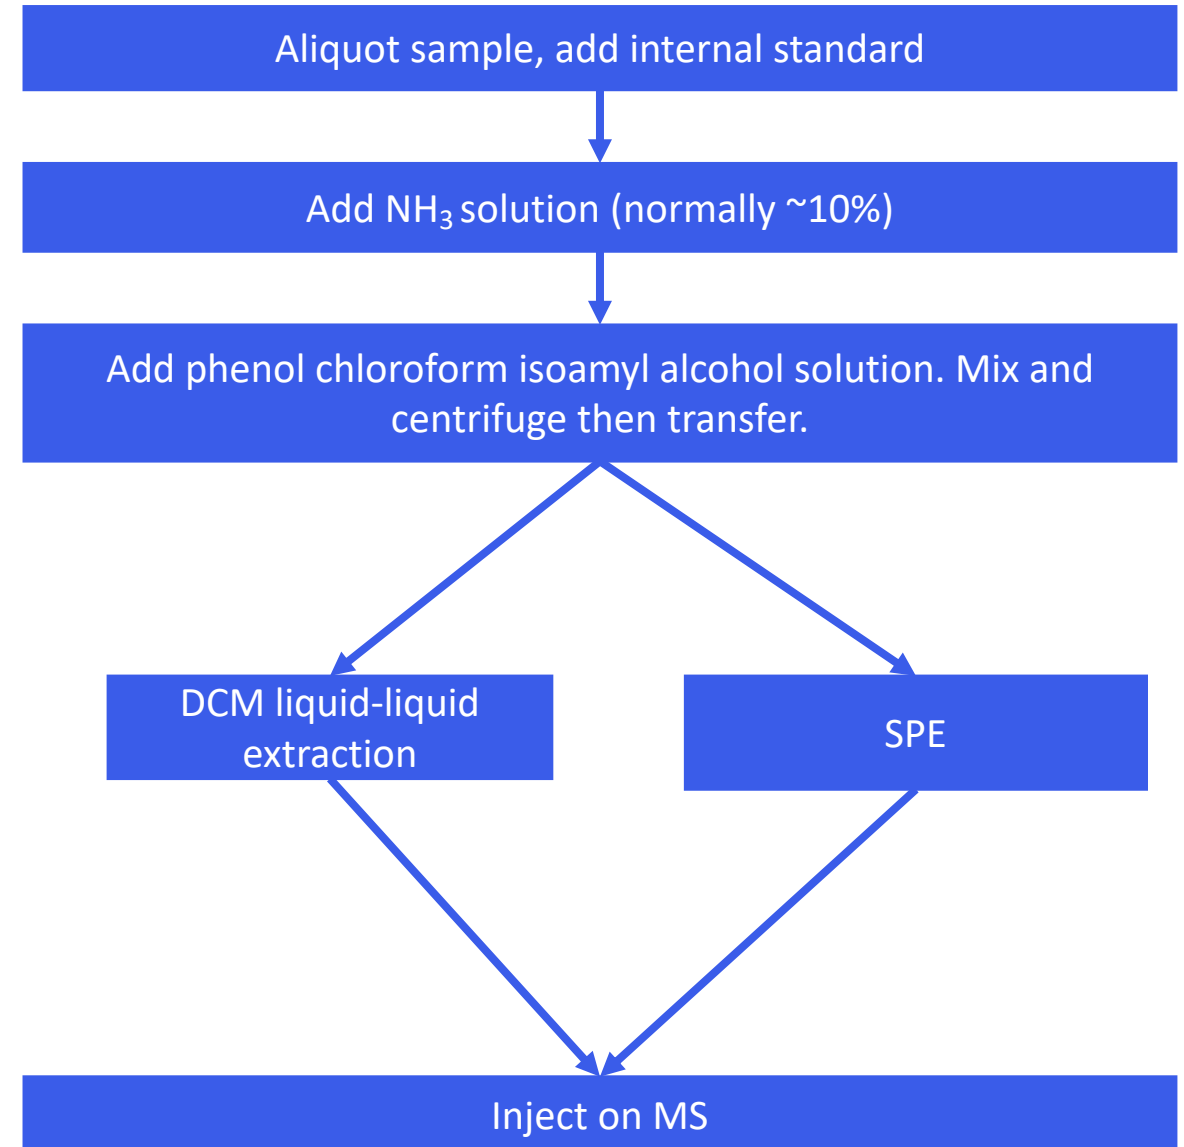 Aliquot sample, add internal standard
Add NH₃ solution (normally ~10%)
Add phenol chloroform isoamyl alcohol solution. Mix and
centrifuge then transfer.
DCM liquid-liquid
extraction
SPE
Inject on MS